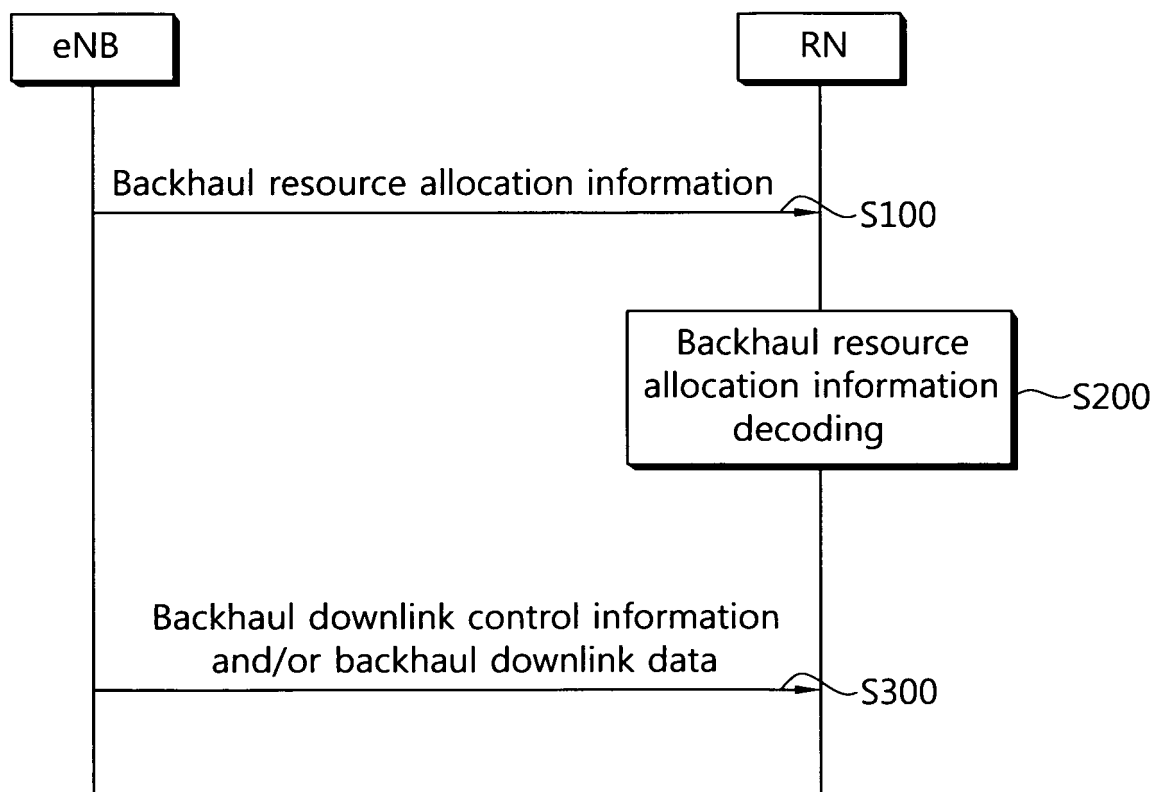 eNB
RN
Backhaul resource allocation information
S100
Backhaul resource
allocation information
decoding
S200
Backhaul downlink control information
and/or backhaul downlink data
S300